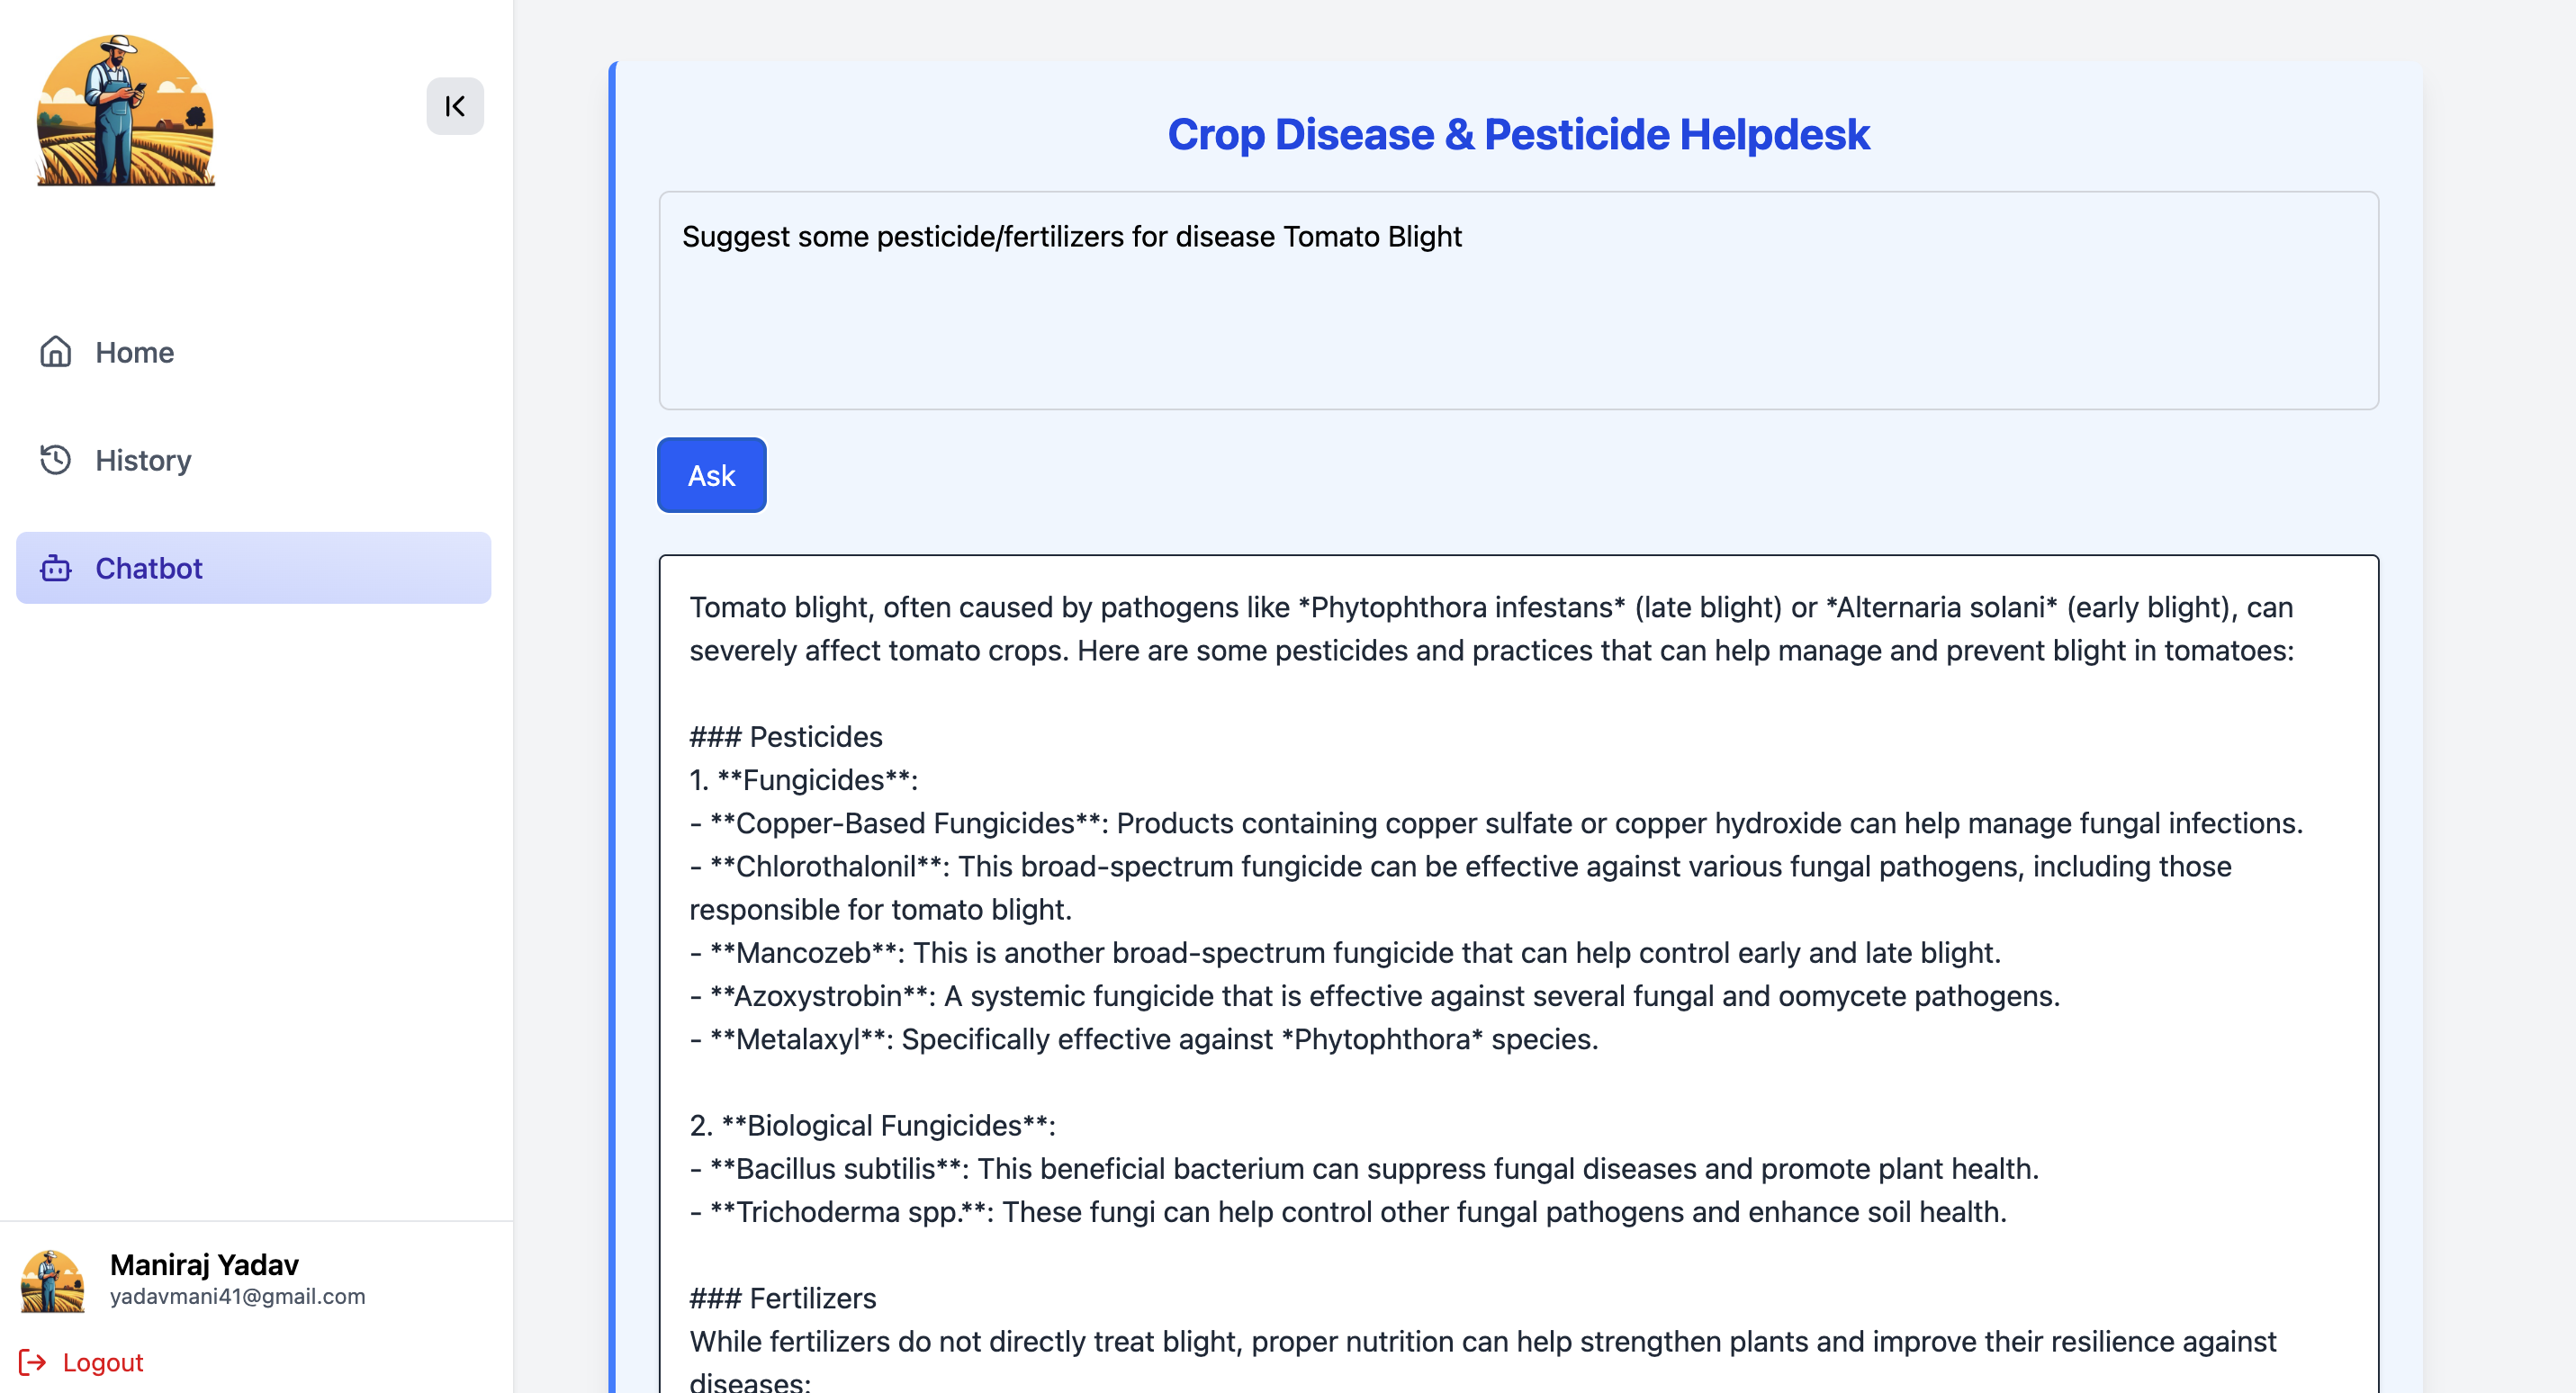 Home
History
Chatbot
Maniraj Yadav
yadavmani41@gmail.com
Logout
Crop Disease & Pesticide Helpdesk
Suggest some pesticide/fertilizers for disease Tomato Blight
Ask
Tomato blight, often caused by pathogens like *Phytophthora infestans* (late blight) or *Alternaria solani* (early blight), can
severely affect tomato crops. Here are some pesticides and practices that can help manage and prevent blight in tomatoes:
### Pesticides
1. **Fungicides**:
- **Copper-Based Fungicides**: Products containing copper sulfate or copper hydroxide can help manage fungal infections.
- **Chlorothalonil**: This broad-spectrum fungicide can be effective against various fungal pathogens, including those
responsible for tomato blight.
- **Mancozeb**: This is another broad-spectrum fungicide that can help control early and late blight.
- **Azoxystrobin**: A systemic fungicide that is effective against several fungal and oomycete pathogens.
- **Metalaxyl**: Specifically effective against *Phytophthora* species.
2. **Biological Fungicides**:
- **Bacillus subtilis**: This beneficial bacterium can suppress fungal diseases and promote plant health.
- **Trichoderma spp.**: These fungi can help control other fungal pathogens and enhance soil health.
### Fertilizers
While fertilizers do not directly treat blight, proper nutrition can help strengthen plants and improve their resilience against
diseases: